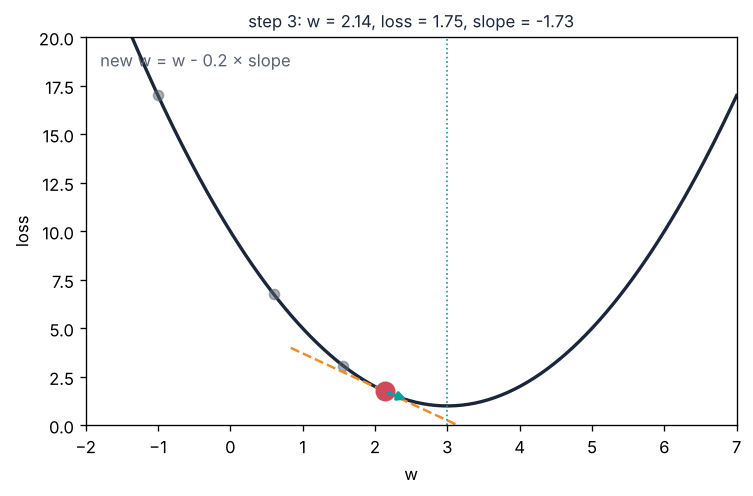 step 3: w = 2.14, loss = 1.75, slope = -1.73
20.0
new w = w - 0.2 × slope
17.5
15.0
12.5
10.0
7.5
5.0
2.5
0.0
loss
−2 −1 0 1 2 3 4 5 6 7
w